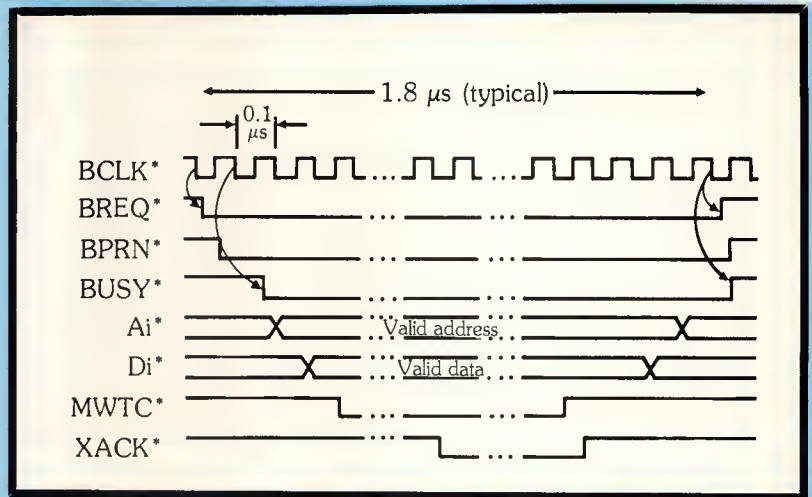 1.8 μs (typical)
0.1
μs
BCLK*
BREQ*
BPRN*
BUSY*
Ai* Valid address
Di* Valid data
MWTC*
XACK*